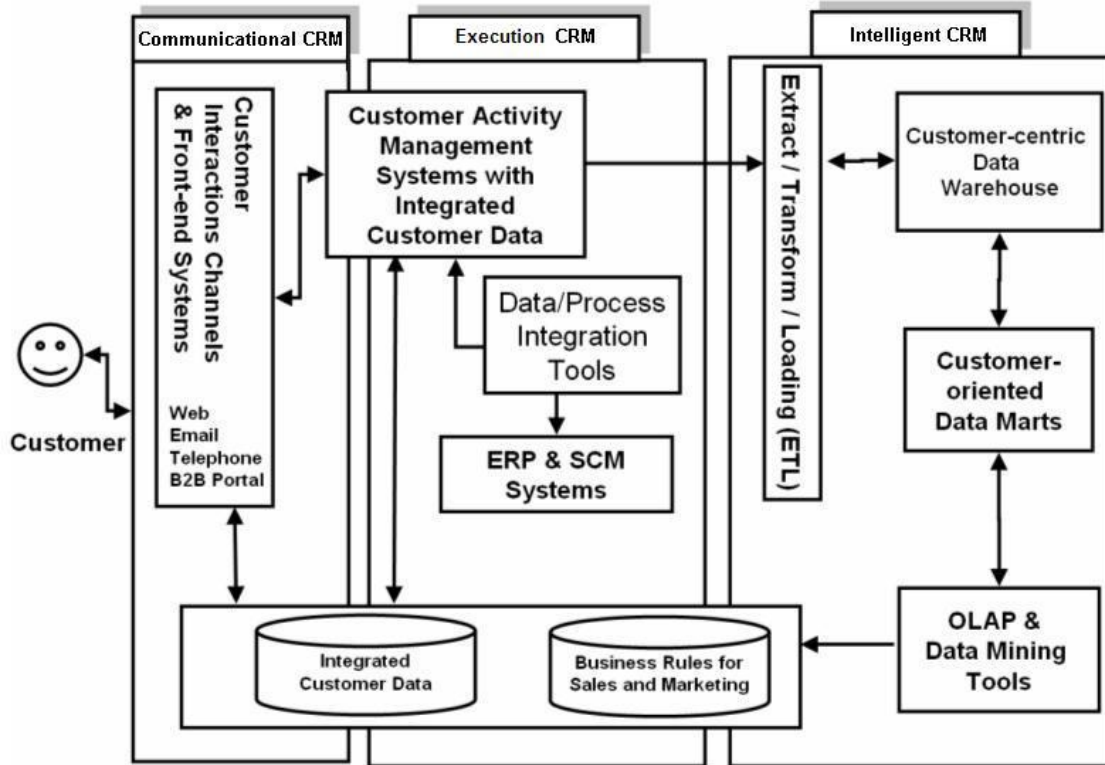 Communicational CRM
Execution CRM
Intelligent CRM
Customer
Interactions Channels
& Front-end Systems
Web
Email
Telephone
B2B Portal
Customer
Customer Activity
Management
Systems with
Integrated
Customer Data
Data/Process
Integration
Tools
ERP & SCM
Systems
Extract / Transform / Loading (ETL)
Customer-centric
Data
Warehouse
Customer-
oriented
Data Marts
OLAP &
Data Mining
Tools
Integrated
Customer Data
Business Rules for
Sales and Marketing